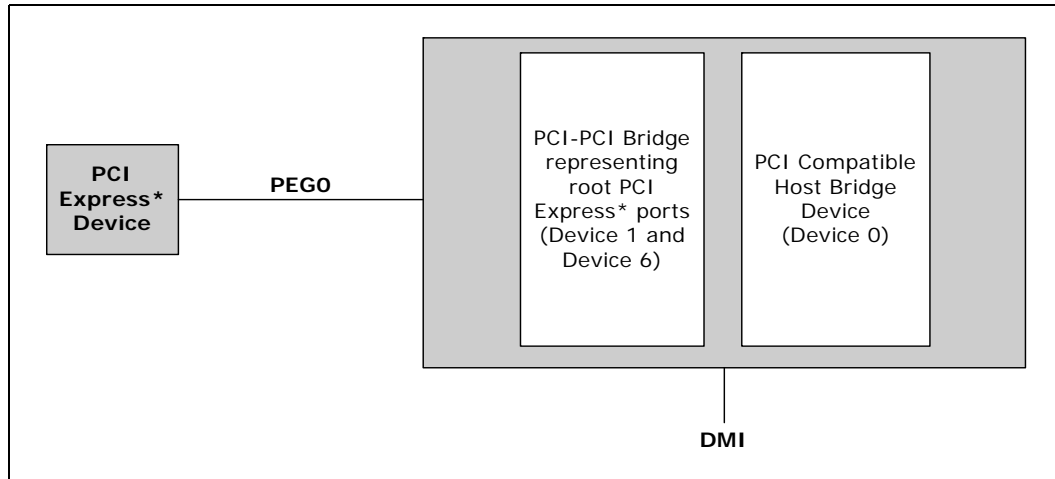 PCI
Express*
Device
PEG0
PCI-PCI Bridge
representing
root PCI
Express* ports
(Device 1 and
Device 6)
PCI Compatible
Host Bridge
Device
(Device 0)
DMI